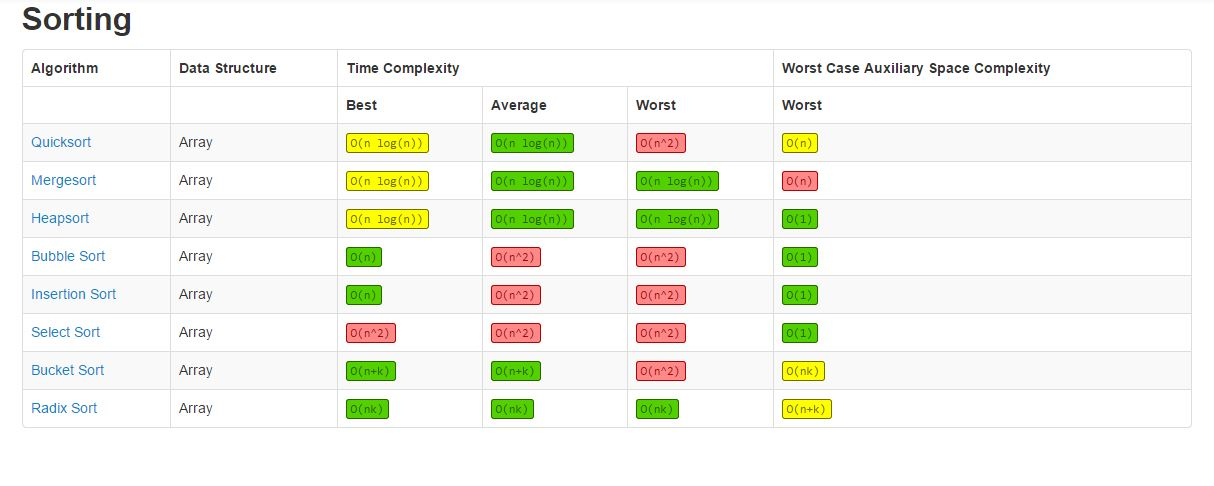 Sorting
Algorithm Data Structure Time Complexity Worst Case Auxiliary Space Complexity
Best Average Worst Worst
Quicksort Array O(n log(n)) O(n log(n)) O(n^2) O(n)
Mergesort Array O(n log(n)) O(n log(n)) O(n log(n)) O(n)
Heapsort Array O(n log(n)) O(n log(n)) O(n log(n)) O(1)
Bubble Sort Array O(n) O(n^2) O(n^2) O(1)
Insertion Sort Array O(n) O(n^2) O(n^2) O(1)
Select Sort Array O(n^2) O(n^2) O(n^2) O(1)
Bucket Sort Array O(n+k) O(n+k) O(n^2) O(nk)
Radix Sort Array O(nk) O(nk) O(nk) O(n+k)